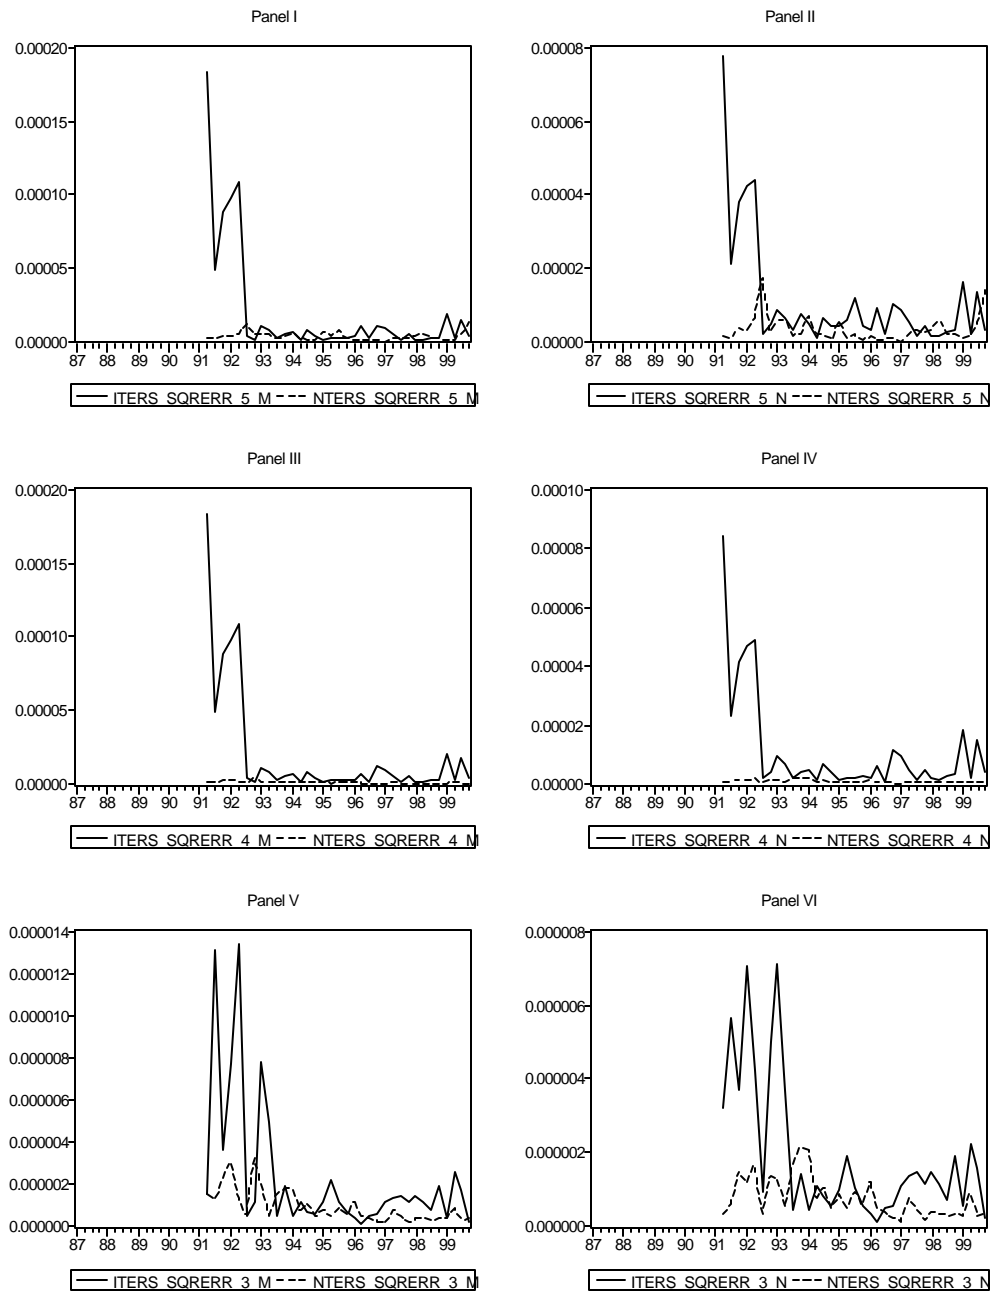 Panel I
0.00020
0.00015
0.00010
0.00005
0.00000
87 88 89 90 91 92 93 94 95 96 97 98 99
ITERS_SQRERR_5_M NTERS_SQRERR_5_M
Panel II
0.00008
0.00006
0.00004
0.00002
0.00000
87 88 89 90 91 92 93 94 95 96 97 98 99
ITERS_SQRERR_5_N NTERS_SQRERR_5_N
Panel III
0.00020
0.00015
0.00010
0.00005
0.00000
87 88 89 90 91 92 93 94 95 96 97 98 99
ITERS_SQRERR_4_M NTERS_SQRERR_4_M
Panel IV
0.00010
0.00008
0.00006
0.00004
0.00002
0.00000
87 88 89 90 91 92 93 94 95 96 97 98 99
ITERS_SQRERR_4_N NTERS_SQRERR_4_N
Panel V
0.000014
0.000012
0.000010
0.000008
0.000006
0.000004
0.000002
0.000000
87 88 89 90 91 92 93 94 95 96 97 98 99
ITERS_SQRERR_3_M NTERS_SQRERR_3_M
Panel VI
0.000008
0.000006
0.000004
0.000002
0.000000
87 88 89 90 91 92 93 94 95 96 97 98 99
ITERS_SQRERR_3_N NTERS_SQRERR_3_N